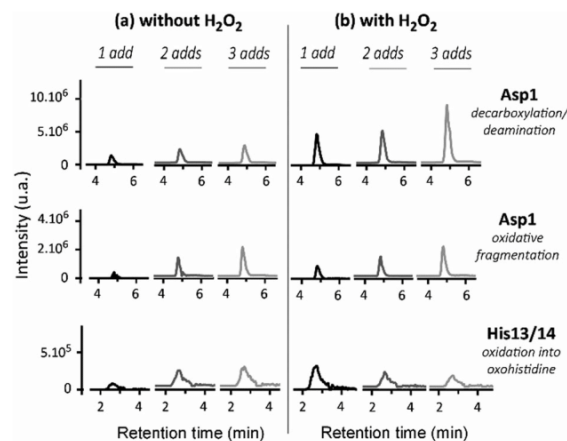 (a) without H₂O₂
(b) with H₂O₂
1 add 2 adds 3 adds
1 add 2 adds 3 adds
Intensity (u.a.)
10.10⁶
5.10⁶
0
4 6 4 6 4 6
4 6 4 6 4 6
Asp1
decarboxylation/
deamination
4.10⁶
2.10⁶
0
4 6 4 6 4 6
4 6 4 6 4 6
Asp1
oxidative
fragmentation
5.10⁵
0
2 4 2 4 2 4
2 4 2 4 2 4
His13/14
oxidation into
oxohistidine
Retention time (min)
Retention time (min)